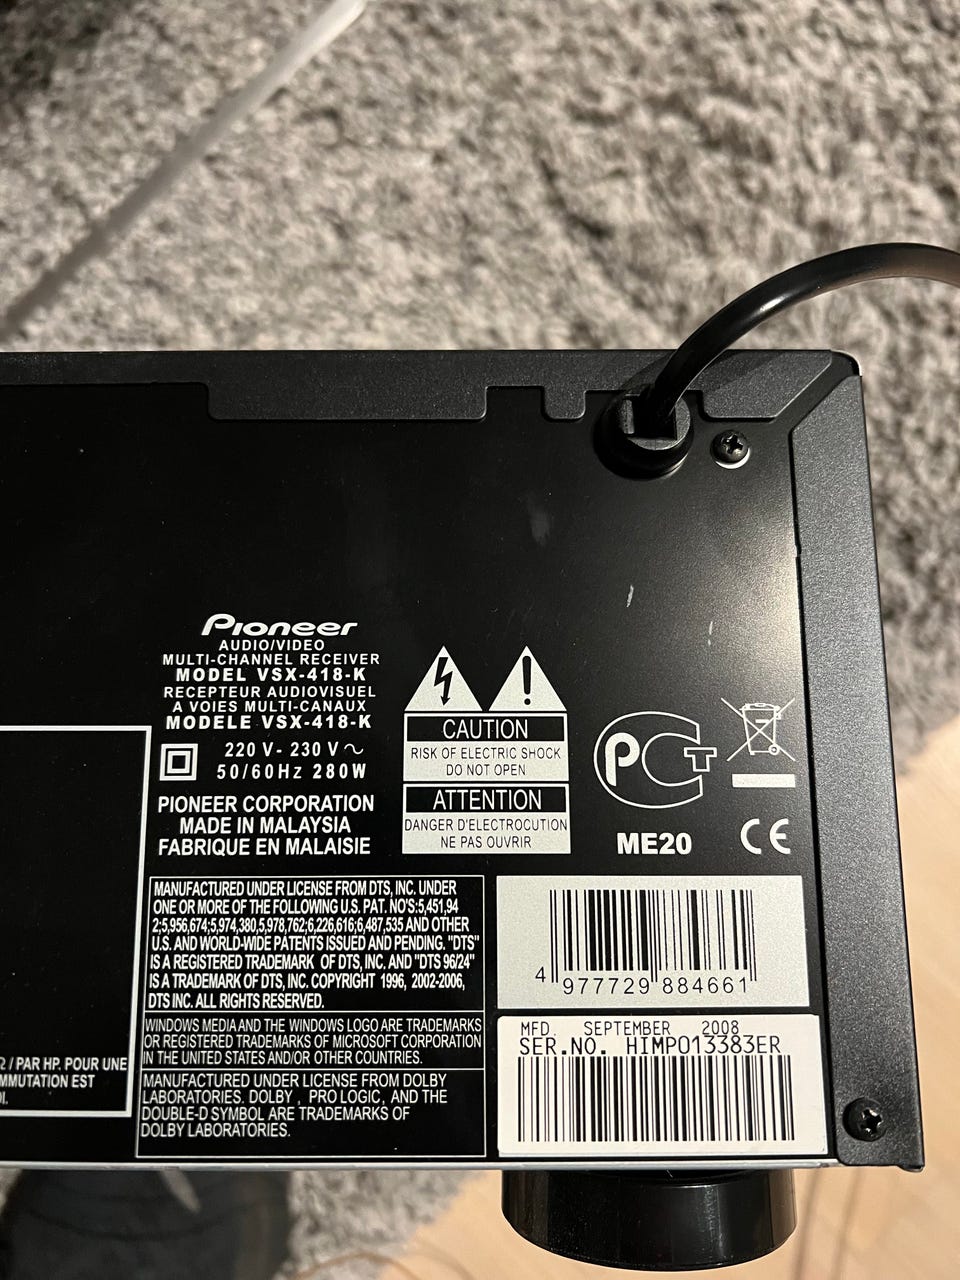 Pioneer
AUDIO/VIDEO
MULTI-CHANNEL RECEIVER
MODEL VSX-418-K
RECEPTEUR AUDIOVISUEL
A VOIES MULTI-CANAUX
MODELE VSX-418-K
220 V- 230 V ~
50/60Hz 280W
PIONEER CORPORATION
MADE IN MALAYSIA
FABRIQUE EN MALAISIE
CAUTION
RISK OF ELECTRIC SHOCK
DO NOT OPEN
ATTENTION
DANGER D'ELECTROCUTION
NE PAS OUVRIR
PCT
ME20
CE
MANUFACTURED UNDER LICENSE FROM DTS, INC. UNDER
ONE OR MORE OF THE FOLLOWING U.S. PAT. NO'S:5,451,94
2;5,956,674;5,974,380,5,978,762;6,226,616;6,487,535 AND OTHER
U.S. AND WORLD-WIDE PATENTS ISSUED AND PENDING. "DTS"
IS A REGISTERED TRADEMARK OF DTS, INC. AND "DTS 96/24"
IS A TRADEMARK OF DTS, INC. COPYRIGHT 1996, 2002-2006,
DTS INC. ALL RIGHTS RESERVED.
WINDOWS MEDIA AND THE WINDOWS LOGO ARE TRADEMARKS
OR REGISTERED TRADEMARKS OF MICROSOFT CORPORATION
IN THE UNITED STATES AND/OR OTHER COUNTRIES.
MANUFACTURED UNDER LICENSE FROM DOLBY
LABORATORIES. DOLBY , PRO LOGIC, AND THE
DOUBLE-D SYMBOL ARE TRADEMARKS OF
DOLBY LABORATORIES.
4 977729 884661
MFD. SEPTEMBER 2008
SER.NO. HIMP013383ER
Ω / PAR HP. POUR UNE
MMUTATION EST
OI.